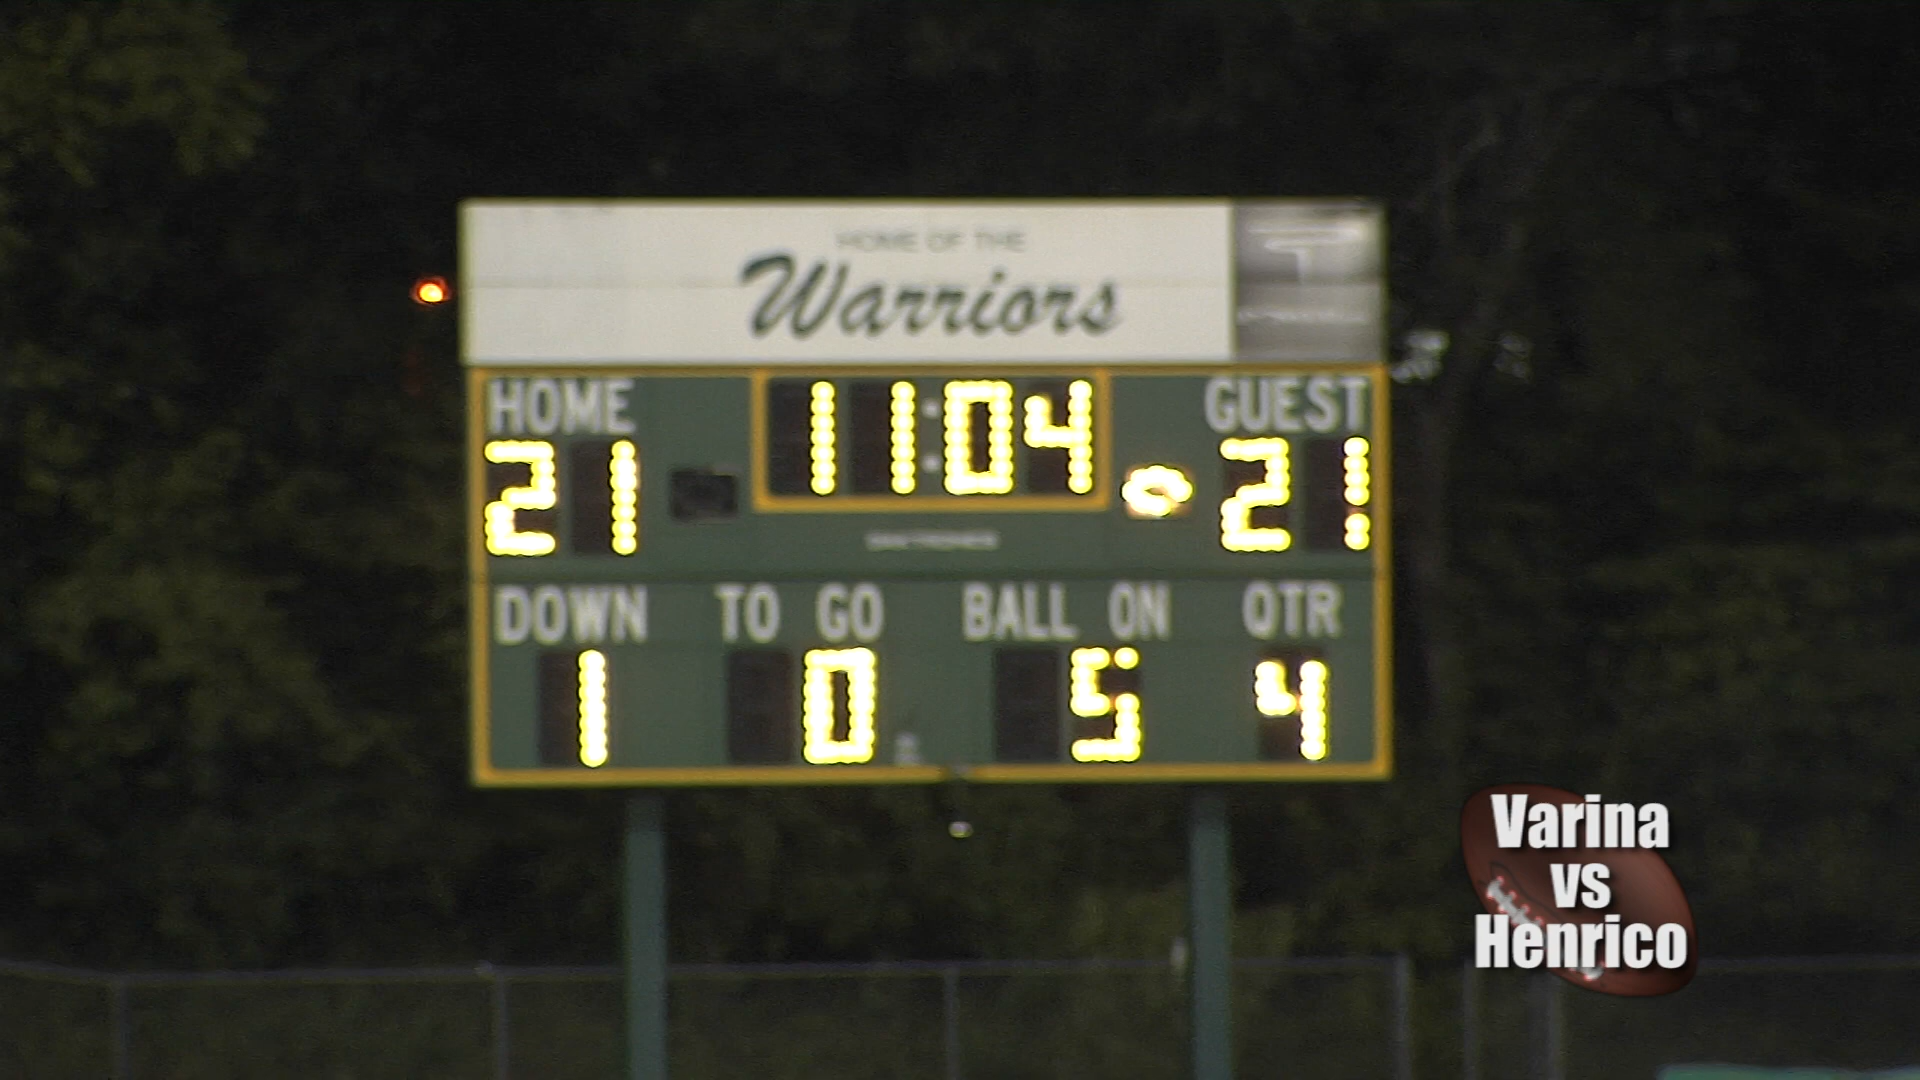 HOME OF THE
Warriors
HOME 11:04 GUEST
21 21
DOWN TO GO BALL ON QTR
1 0 5 4
Varina
vs
Henrico